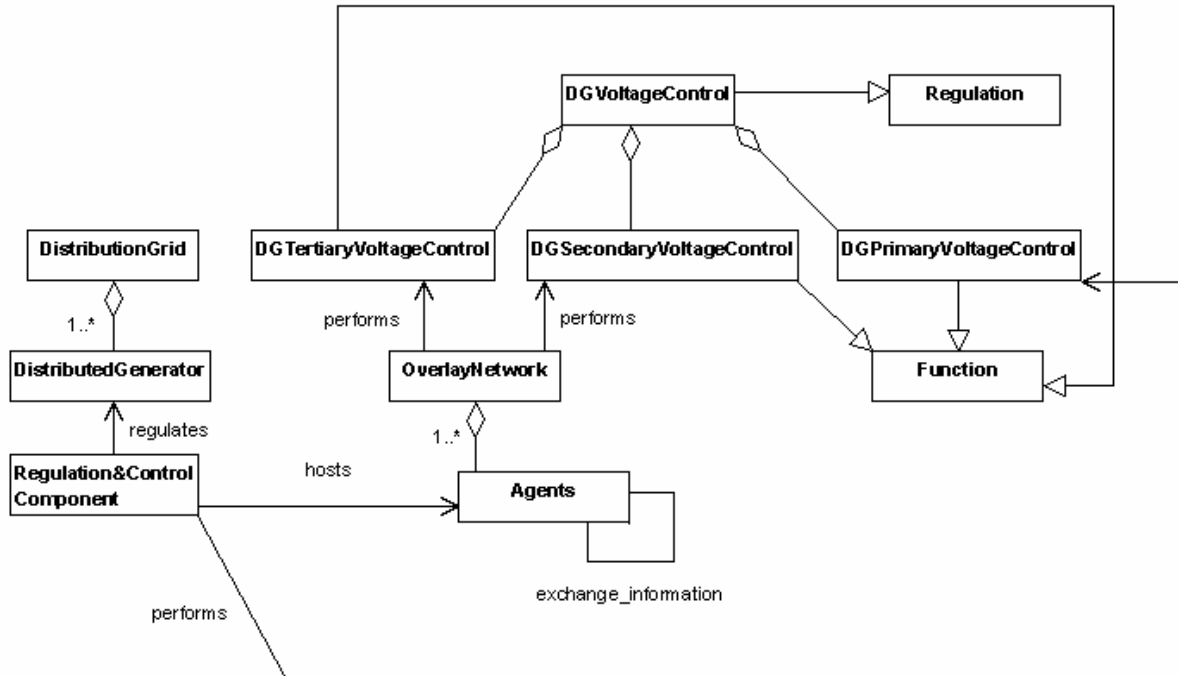 DGVoltageControl
Regulation
DistributionGrid
DGTertiaryVoltageControl
DGSecondaryVoltageControl
DGPrimaryVoltageControl
1..*
performs
performs
DistributedGenerator
OverlayNetwork
Function
regulates
1..*
Regulation&Control
Component
hosts
Agents
exchange_information
performs